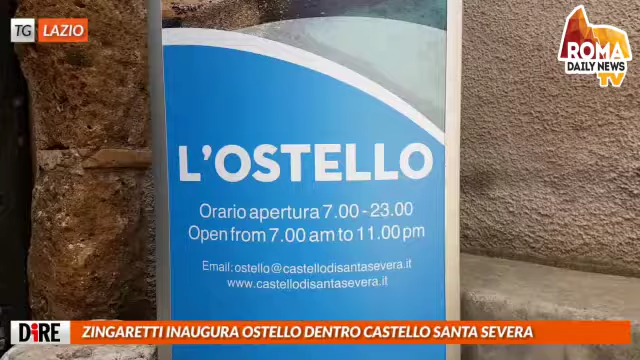 TG LAZIO
ROMA
DAILY NEWS
TV
L'OSTELLO
Orario apertura 7.00 - 23.00
Open from 7.00 am to 11.00 pm
Email: ostello@castellodisantasevera.it
www.castellodisantasevera.it
DiRE ZINGARETTI INAUGURA OSTELLO DENTRO CASTELLO SANTA SEVERA